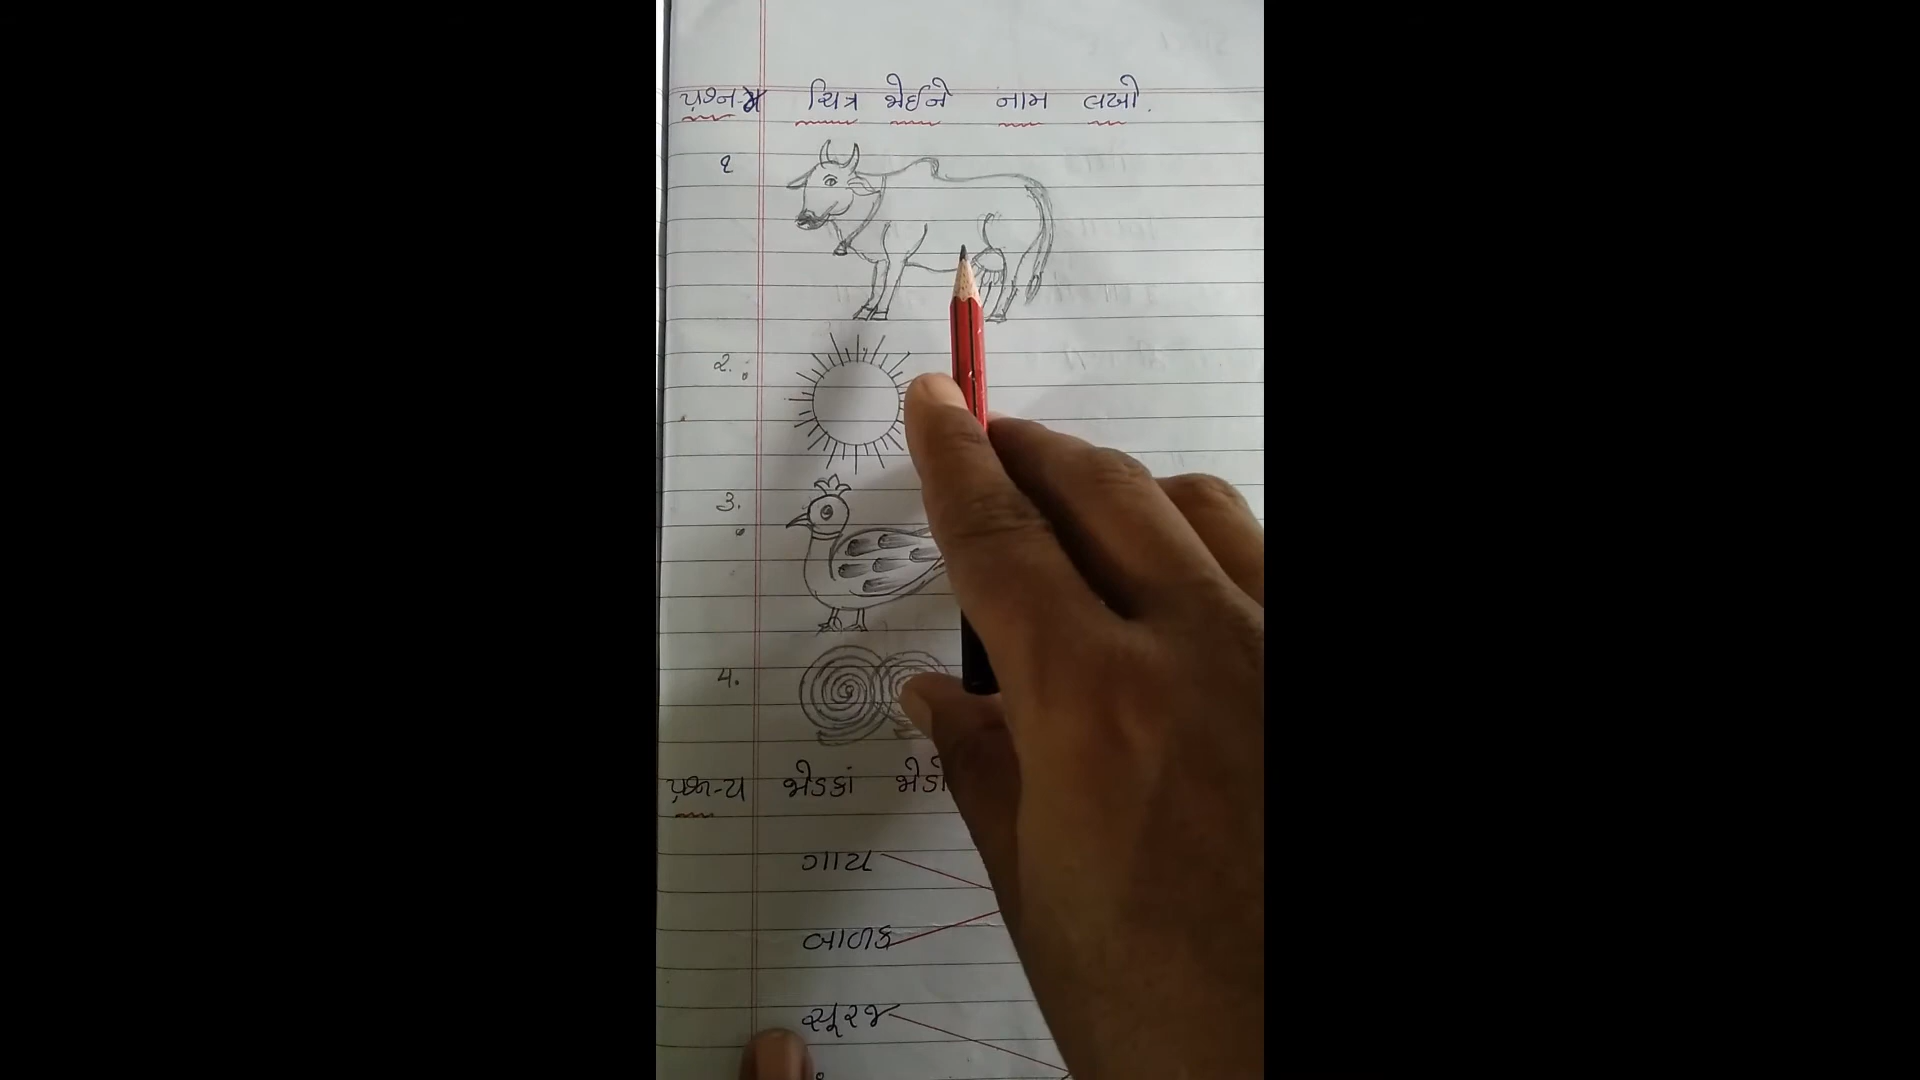 પ્રશ્ન-૪ ચિત્ર જોઈને નામ લખો.
૧
૨.
૩.
૪.
પ્રશ્ન-૫ જોડકાં જોડો
ગાય
બાળક
સૂરજ